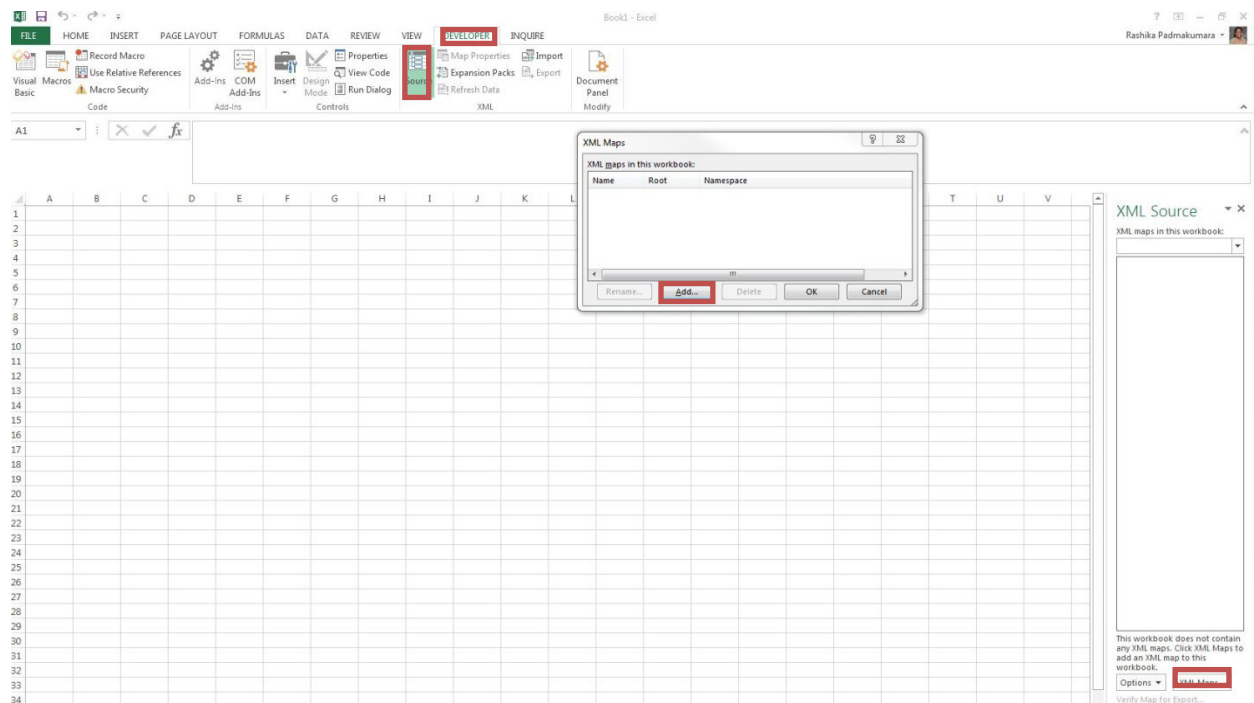 Book1 - Excel
FILE HOME INSERT PAGE LAYOUT FORMULAS DATA REVIEW VIEW DEVELOPER INQUIRE Rashika Padmakumara
Visual Basic
Macros
Record Macro
Use Relative References
Macro Security
Code
Add-Ins
COM Add-Ins
Add-Ins
Insert
Design Mode
Properties
View Code
Run Dialog
Controls
Source
Map Properties
Expansion Packs
Refresh Data
Import
Export
XML
Document Panel
Modify
A1 fx
XML Maps
XML maps in this workbook:
Name Root Namespace
Rename... Add... Delete OK Cancel
A B C D E F G H I J K L T U V
1
2
3
4
5
6
7
8
9
10
11
12
13
14
15
16
17
18
19
20
21
22
23
24
25
26
27
28
29
30
31
32
33
34
XML Source
XML maps in this workbook:
This workbook does not contain
any XML maps. Click XML Maps to
add an XML map to this
workbook.
Options XML Maps...
Verify Map for Export...